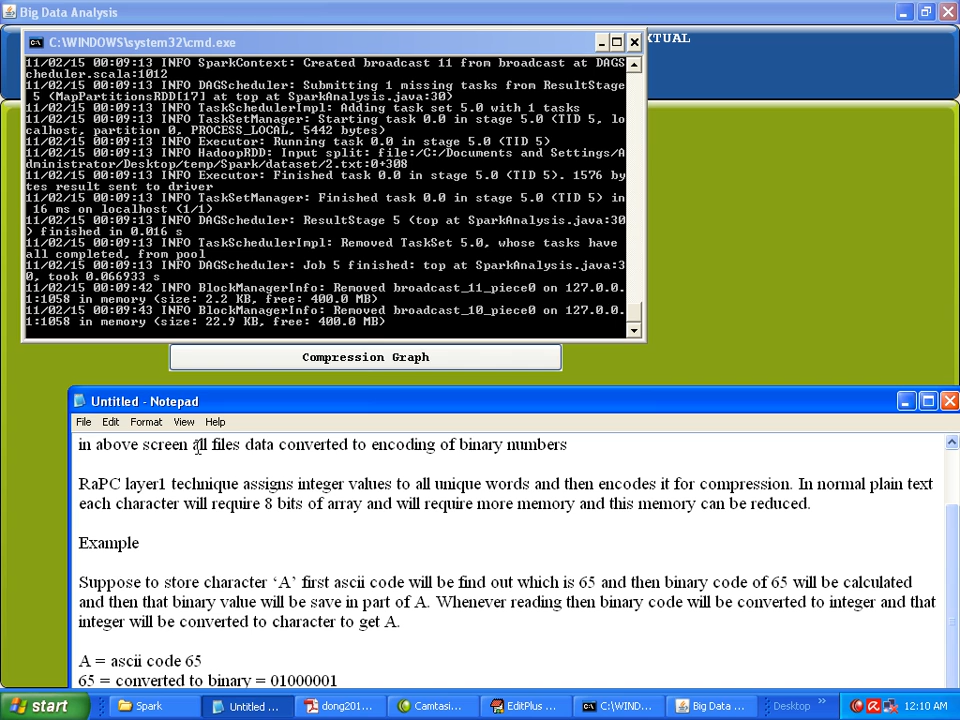 Big Data Analysis
XTUAL
C:\WINDOWS\system32\cmd.exe
11/02/15 00:09:13 INFO SparkContext: Created broadcast 11 from broadcast at DAGS
cheduler.scala:1012
11/02/15 00:09:13 INFO DAGScheduler: Submitting 1 missing tasks from ResultStage
5 (MapPartitionsRDD[17] at top at SparkAnalysis.java:30)
11/02/15 00:09:13 INFO TaskSchedulerImpl: Adding task set 5.0 with 1 tasks
11/02/15 00:09:13 INFO TaskSetManager: Starting task 0.0 in stage 5.0 (TID 5, lo
calhost, partition 0, PROCESS_LOCAL, 5442 bytes)
11/02/15 00:09:13 INFO Executor: Running task 0.0 in stage 5.0 (TID 5)
11/02/15 00:09:13 INFO HadoopRDD: Input split: file:/C:/Documents and Settings/A
dministrator/Desktop/temp/Spark/dataset/2.txt:0+308
11/02/15 00:09:13 INFO Executor: Finished task 0.0 in stage 5.0 (TID 5). 1576 by
tes result sent to driver
11/02/15 00:09:13 INFO TaskSetManager: Finished task 0.0 in stage 5.0 (TID 5) in
16 ms on localhost (1/1)
11/02/15 00:09:13 INFO DAGScheduler: ResultStage 5 (top at SparkAnalysis.java:30
) finished in 0.016 s
11/02/15 00:09:13 INFO TaskSchedulerImpl: Removed TaskSet 5.0, whose tasks have
all completed, from pool
11/02/15 00:09:13 INFO DAGScheduler: Job 5 finished: top at SparkAnalysis.java:3
0, took 0.066933 s
11/02/15 00:09:42 INFO BlockManagerInfo: Removed broadcast_11_piece0 on 127.0.0.
1:1058 in memory (size: 2.2 KB, free: 400.0 MB)
11/02/15 00:09:43 INFO BlockManagerInfo: Removed broadcast_10_piece0 on 127.0.0.
1:1058 in memory (size: 22.9 KB, free: 400.0 MB)
Compression Graph
Untitled - Notepad
File Edit Format View Help
in above screen all files data converted to encoding of binary numbers
RaPC layer1 technique assigns integer values to all unique words and then encodes it for compression. In normal plain text
each character will require 8 bits of array and will require more memory and this memory can be reduced.
Example
Suppose to store character ‘A’ first ascii code will be find out which is 65 and then binary code of 65 will be calculated
and then that binary value will be save in part of A. Whenever reading then binary code will be converted to integer and that
integer will be converted to character to get A.
A = ascii code 65
65 = converted to binary = 01000001
start Spark Untitled ... dong201... Camtasi... EditPlus ... C:\WIND... Big Data ... Desktop 12:10 AM